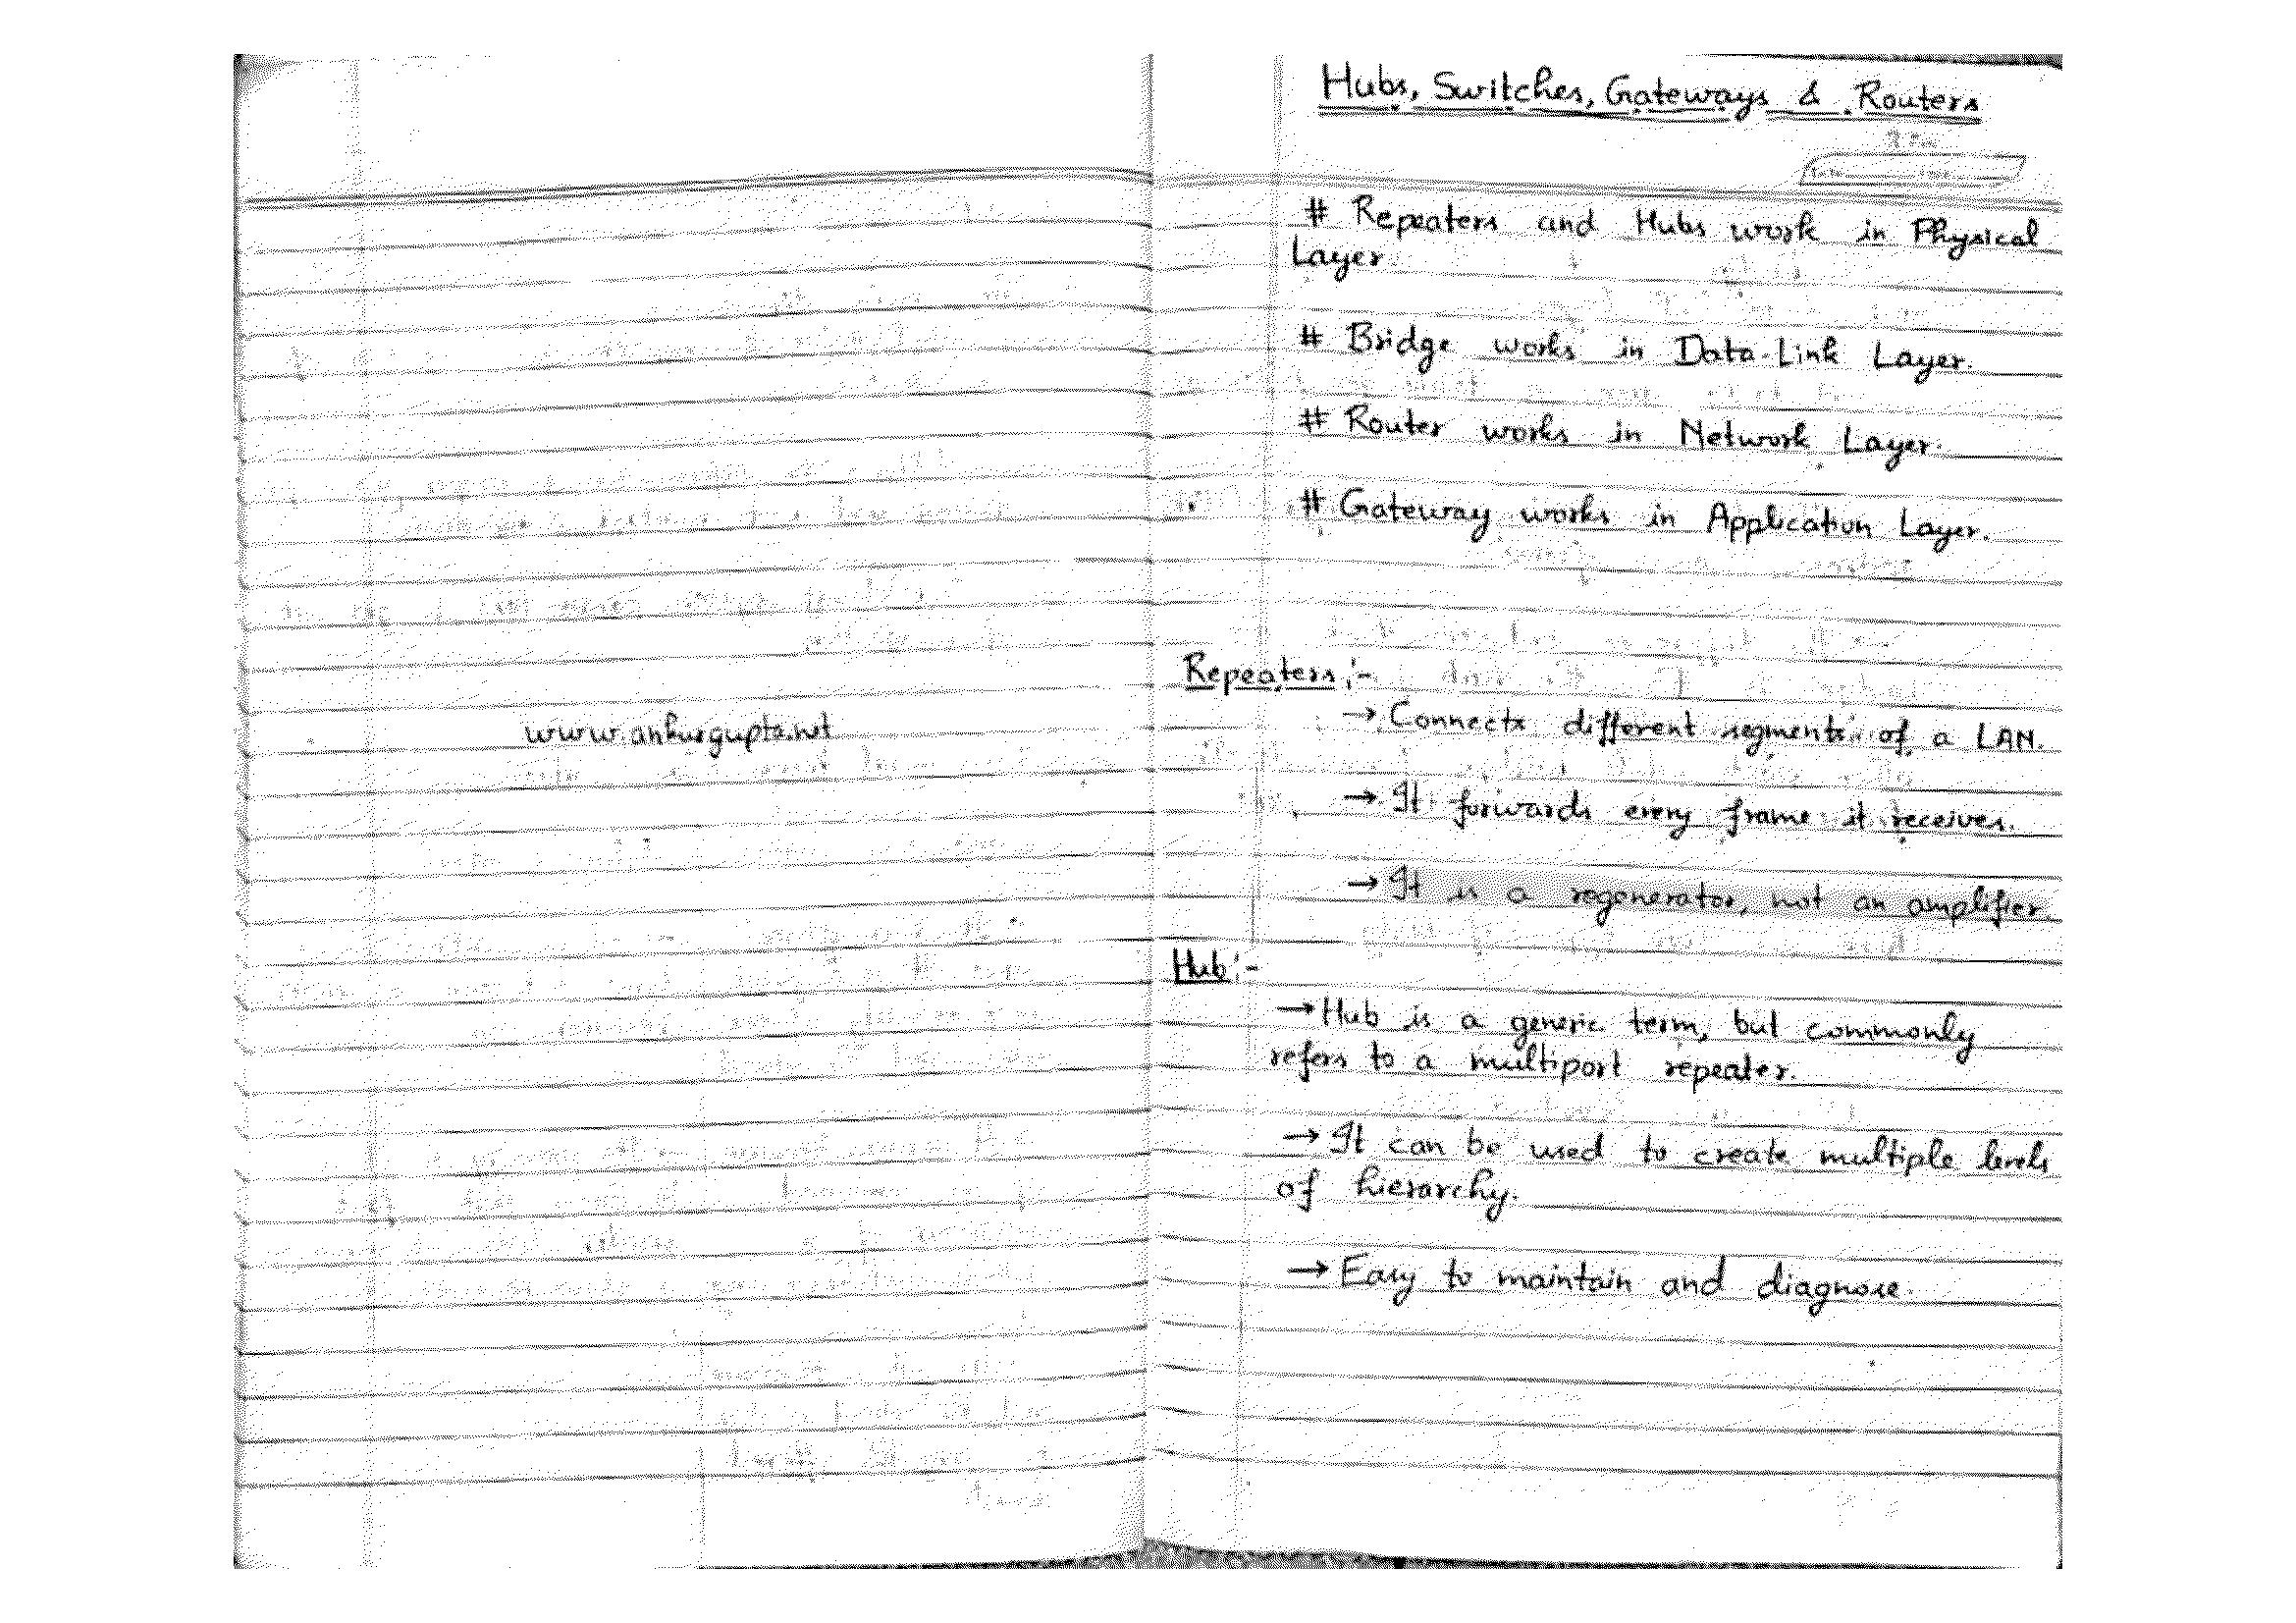 www.ankurgupta.net
Hubs, Switches, Gateways & Routers
# Repeaters and Hubs work in Physical
Layer
# Bridge works in Data-Link Layer.
# Router works in Network Layer.
# Gateway works in Application Layer.
Repeaters :-
→ Connects different segments of a LAN.
→ It forwards every frame it receives.
→ It is a regenerator, not an amplifier.
Hub :-
→ Hub is a generic term, but commonly
refers to a multiport repeater.
→ It can be used to create multiple levels
of hierarchy.
→ Easy to maintain and diagnose.